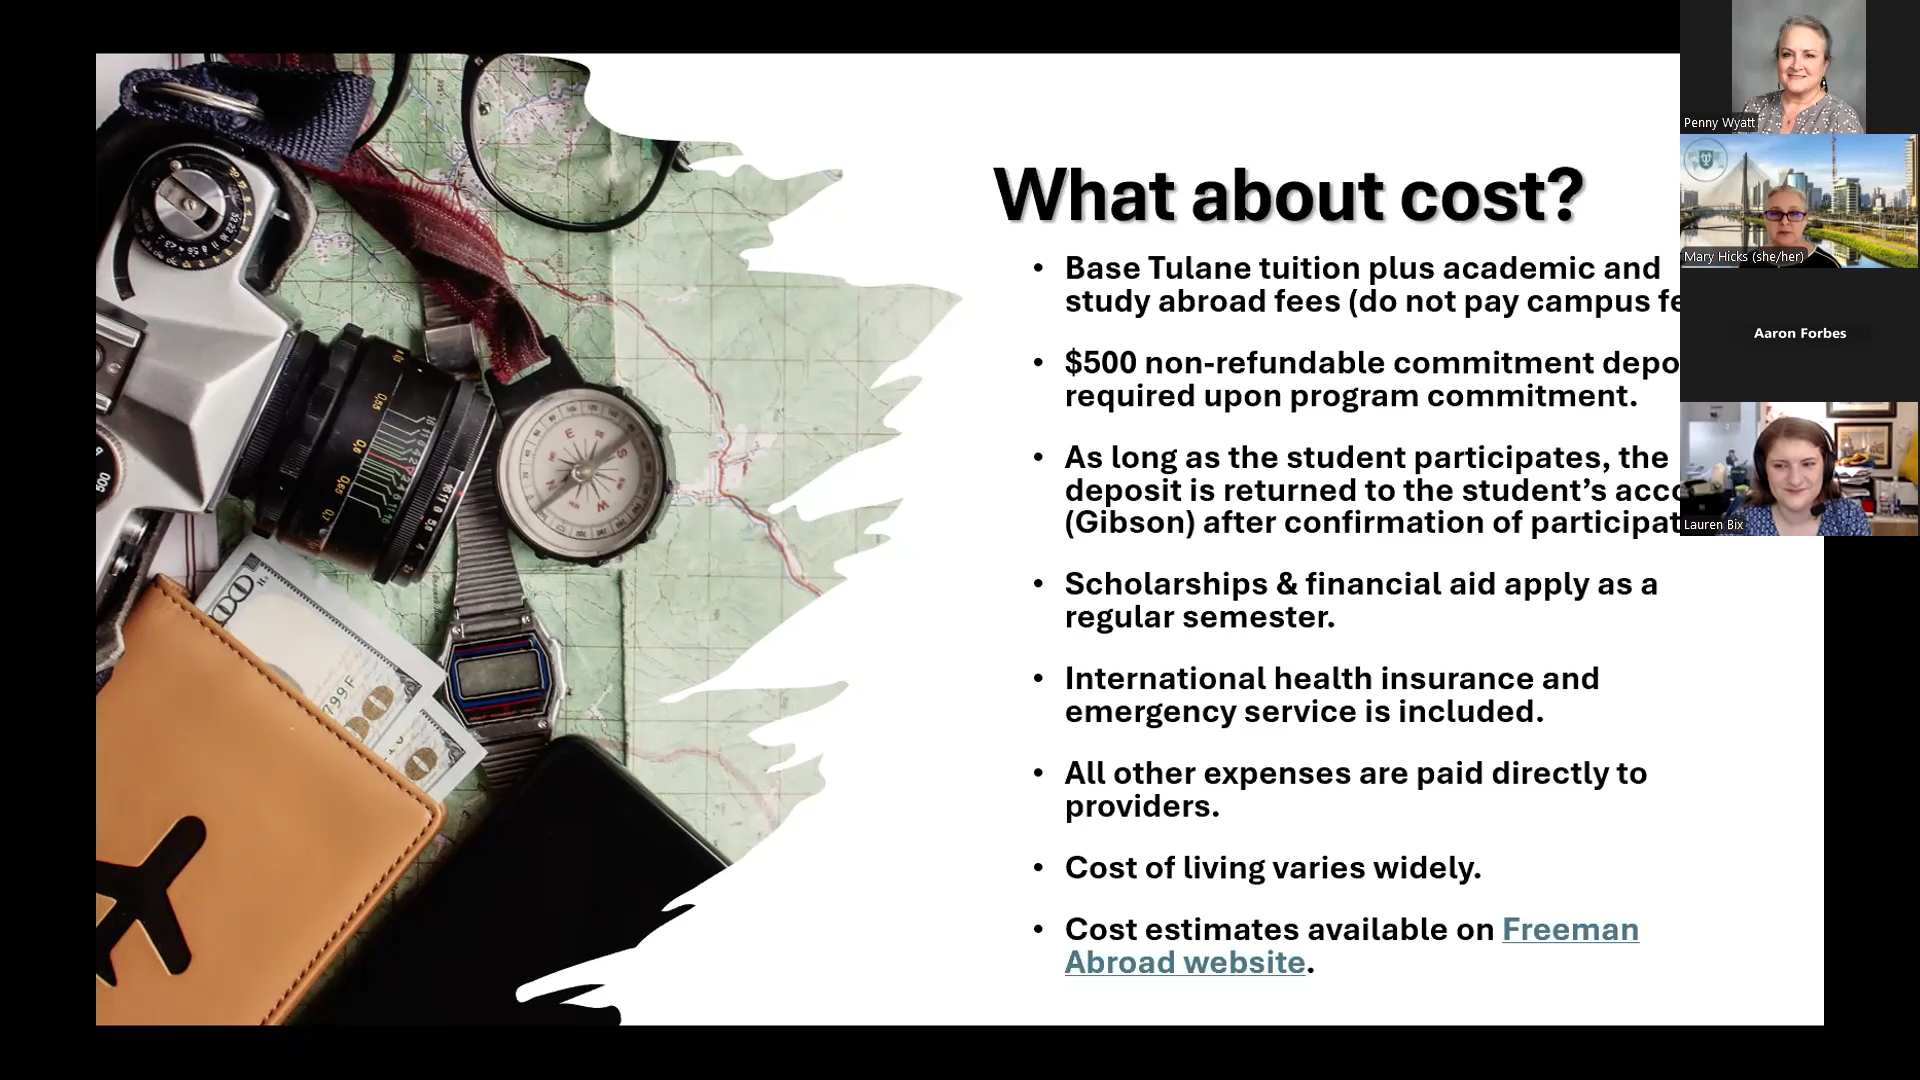 What about cost?
• Base Tulane tuition plus academic and
study abroad fees (do not pay campus
• $500 non-refundable commitment
required upon program commitment.
• As long as the student participates, the
deposit is returned to the student’s
(Gibson) after confirmation of
• Scholarships & financial aid apply as a
regular semester.
• International health insurance and
emergency service is included.
• All other expenses are paid directly to
providers.
• Cost of living varies widely.
• Cost estimates available on Freeman
Abroad website.
Penny Wyatt
Mary Hicks (she/her)
Aaron Forbes
Lauren Bix